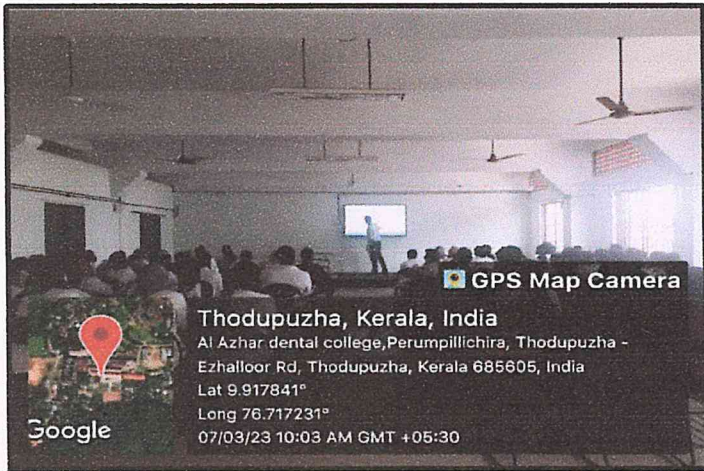 GPS Map Camera
Thodupuzha, Kerala, India
Al Azhar dental college,Perumpillichira, Thodupuzha -
Ezhalloor Rd, Thodupuzha, Kerala 685605, India
Lat 9.917841°
Long 76.717231°
07/03/23 10:03 AM GMT +05:30
Google